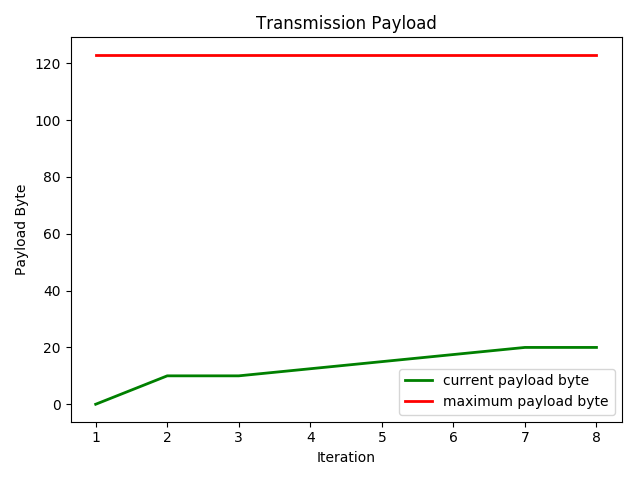 Transmission Payload
Payload Byte
120
100
80
60
40
20
0
current payload byte
maximum payload byte
1 2 3 4 5 6 7 8
Iteration